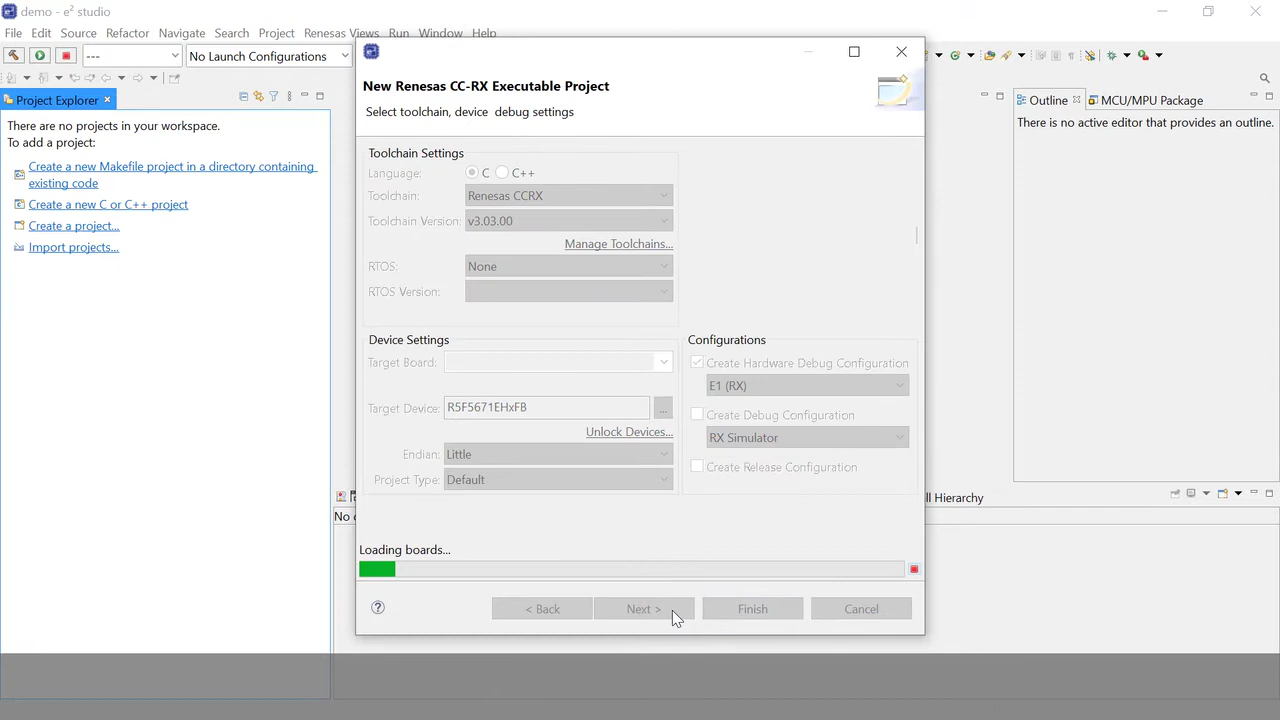 demo - e² studio
File Edit Source Refactor Navigate Search Project Renesas Views Run Window Help
--- No Launch Configurations
Project Explorer
There are no projects in your workspace.
To add a project:
Create a new Makefile project in a directory containing
existing code
Create a new C or C++ project
Create a project...
Import projects...
New Renesas CC-RX Executable Project
Select toolchain, device debug settings
Toolchain Settings
Language: C C++
Toolchain: Renesas CCRX
Toolchain Version: v3.03.00
Manage Toolchains...
RTOS: None
RTOS Version:
Device Settings
Target Board:
Target Device: R5F5671EHxFB ...
Unlock Devices...
Endian: Little
Project Type: Default
Configurations
Create Hardware Debug Configuration
E1 (RX)
Create Debug Configuration
RX Simulator
Create Release Configuration
Loading boards...
? < Back Next > Finish Cancel
Outline MCU/MPU Package
There is no active editor that provides an outline.
ll Hierarchy
No